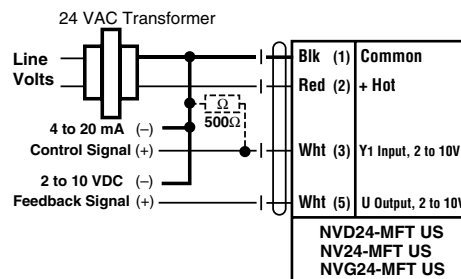 24 VAC Transformer
Line
Volts
Blk (1) Common
Red (2) + Hot
Ω
500Ω
4 to 20 mA (–)
Control Signal (+)
Wht (3) Y1 Input, 2 to 10V
2 to 10 VDC (–)
Feedback Signal (+)
Wht (5) U Output, 2 to 10V
NVD24-MFT US
NV24-MFT US
NVG24-MFT US